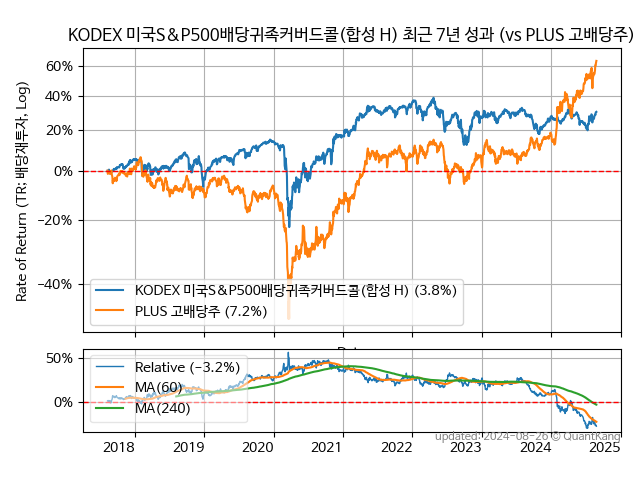 KODEX 미국S&P500배당귀족커버드콜(합성 H) 최근 7년 성과 (vs PLUS 고배당주)
Rate of Return (TR: 배당재투자, Log)
60%
40%
20%
0%
−20%
−40%
KODEX 미국S&P500배당귀족커버드콜(합성 H) (3.8%)
PLUS 고배당주 (7.2%)
50%
0%
Relative (−3.2%)
MA(60)
MA(240)
2018 2019 2020 2021 2022 2023 2024 2025
updated: 2024-08-26 © QuantKang